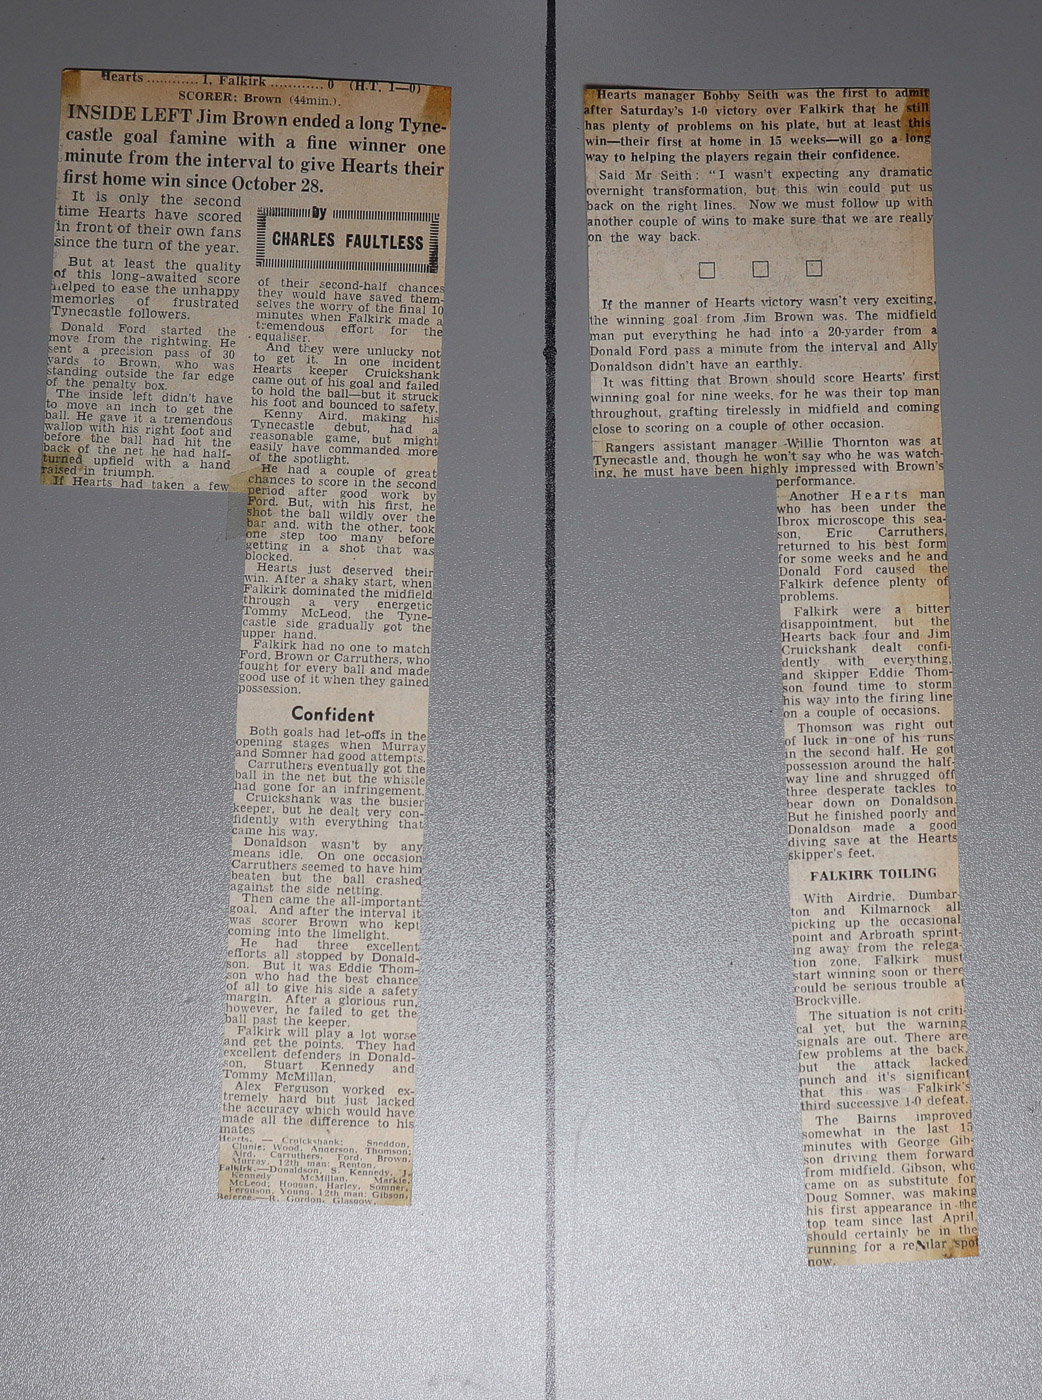 Hearts ............ 1, Falkirk ............ 0 (H.T. 1—0)
SCORER: Brown (44min.).
INSIDE LEFT Jim Brown ended a long Tyne-
castle goal famine with a fine winner one
minute from the interval to give Hearts their
first home win since October 28.
It is only the second
time Hearts have scored
in front of their own fans
since the turn of the year.
But at least the quality
of this long-awaited score
helped to ease the unhappy
memories of frustrated
Tynecastle followers.
Donald Ford started the
move from the rightwing. He
sent a precision pass of 30
yards to Brown, who was
standing outside the far edge
of the penalty box.
The inside left didn't have
to move an inch to get the
ball. He gave it a tremendous
wallop with his right foot and
before the ball had hit the
back of the net he had half-
turned upfield with a hand
raised in triumph.
If Hearts had taken a few
by
CHARLES FAULTLESS
of their second-half chances
they would have saved them-
selves the worry of the final 10
minutes when Falkirk made a
tremendous effort for the
equaliser.
And they were unlucky not
to get it. In one incident
Hearts keeper Cruickshank
came out of his goal and failed
to hold the ball—but it struck
his foot and bounced to safety.
Kenny Aird, making his
Tynecastle debut, had a
reasonable game, but might
easily have commanded more
of the spotlight.
He had a couple of great
chances to score in the second
period after good work by
Ford. But, with his first, he
shot the ball wildly over the
bar and, with the other, took
one step too many before
getting in a shot that was
blocked.
Hearts just deserved their
win. After a shaky start, when
Falkirk dominated the midfield
through a very energetic
Tommy McLeod, the Tyne-
castle side gradually got the
upper hand.
Falkirk had no one to match
Ford, Brown or Carruthers, who
fought for every ball and made
good use of it when they gained
possession.
Confident
Both goals had let-offs in the
opening stages when Murray
and Somner had good attempts.
Carruthers eventually got the
ball in the net but the whistle
had gone for an infringement.
Cruickshank was the busier
keeper, but he dealt very con-
fidently with everything that
came his way.
Donaldson wasn't by any
means idle. On one occasion
Carruthers seemed to have him
beaten but the ball crashed
against the side netting.
Then came the all-important
goal. And after the interval it
was scorer Brown who kept
coming into the limelight.
He had three excellent
efforts all stopped by Donald-
son. But it was Eddie Thom-
son who had the best chance
of all to give his side a safety
margin. After a glorious run,
however, he failed to get the
ball past the keeper.
Falkirk will play a lot worse
and get the points. They had
excellent defenders in Donald-
son, Stuart Kennedy and
Tommy McMillan.
Alex Ferguson worked ex-
tremely hard but just lacked
the accuracy which would have
made all the difference to his
mates
Hearts. — Cruickshank; Sneddon,
Clunie; Wood, Anderson, Thomson;
Aird, Carruthers, Ford, Brown,
Murray. 12th man: Renton.
Falkirk.—Donaldson, S. Kennedy, J.
Kennedy McMillan, Markie,
McLeod; Hoggan, Harley, Somner,
Ferguson, Young. 12th man: Gibson.
Referee.—R. Gordon, Glasgow.
Hearts manager Bobby Seith was the first to admit
after Saturday's 1-0 victory over Falkirk that he still
has plenty of problems on his plate, but at least this
win—their first at home in 15 weeks—will go a long
way to helping the players regain their confidence.
Said Mr Seith: "I wasn't expecting any dramatic
overnight transformation, but this win could put us
back on the right lines. Now we must follow up with
another couple of wins to make sure that we are really
on the way back.
If the manner of Hearts victory wasn't very exciting,
the winning goal from Jim Brown was. The midfield
man put everything he had into a 20-yarder from a
Donald Ford pass a minute from the interval and Ally
Donaldson didn't have an earthly.
It was fitting that Brown should score Hearts' first
winning goal for nine weeks, for he was their top man
throughout, grafting tirelessly in midfield and coming
close to scoring on a couple of other occasion.
Rangers assistant manager Willie Thornton was at
Tynecastle and, though he won't say who he was watch-
ing, he must have been highly impressed with Brown's
performance.
Another Hearts man
who has been under the
Ibrox microscope this sea-
son, Eric Carruthers,
returned to his best form
for some weeks and he and
Donald Ford caused the
Falkirk defence plenty of
problems.
Falkirk were a bitter
disappointment, but the
Hearts back four and Jim
Cruickshank dealt confi-
dently with everything,
and skipper Eddie Thom-
son found time to storm
his way into the firing line
on a couple of occasions.
Thomson was right out
of luck in one of his runs
in the second half. He got
possession around the half-
way line and shrugged off
three desperate tackles to
bear down on Donaldson.
But he finished poorly and
Donaldson made a good
diving save at the Hearts
skipper's feet.
FALKIRK TOILING
With Airdrie, Dumbar-
ton and Kilmarnock all
picking up the occasional
point and Arbroath sprint-
ing away from the relega-
tion zone, Falkirk must
start winning soon or there
could be serious trouble at
Brockville.
The situation is not criti-
cal yet, but the warning
signals are out. There are
few problems at the back,
but the attack lacked
punch and it's significant
that this was Falkirk's
third successive 1-0 defeat.
The Bairns improved
somewhat in the last 15
minutes with George Gib-
son driving them forward
from midfield. Gibson, who
came on as substitute for
Doug Somner, was making
his first appearance in the
top team since last April,
should certainly be in the
running for a regular spot
now.